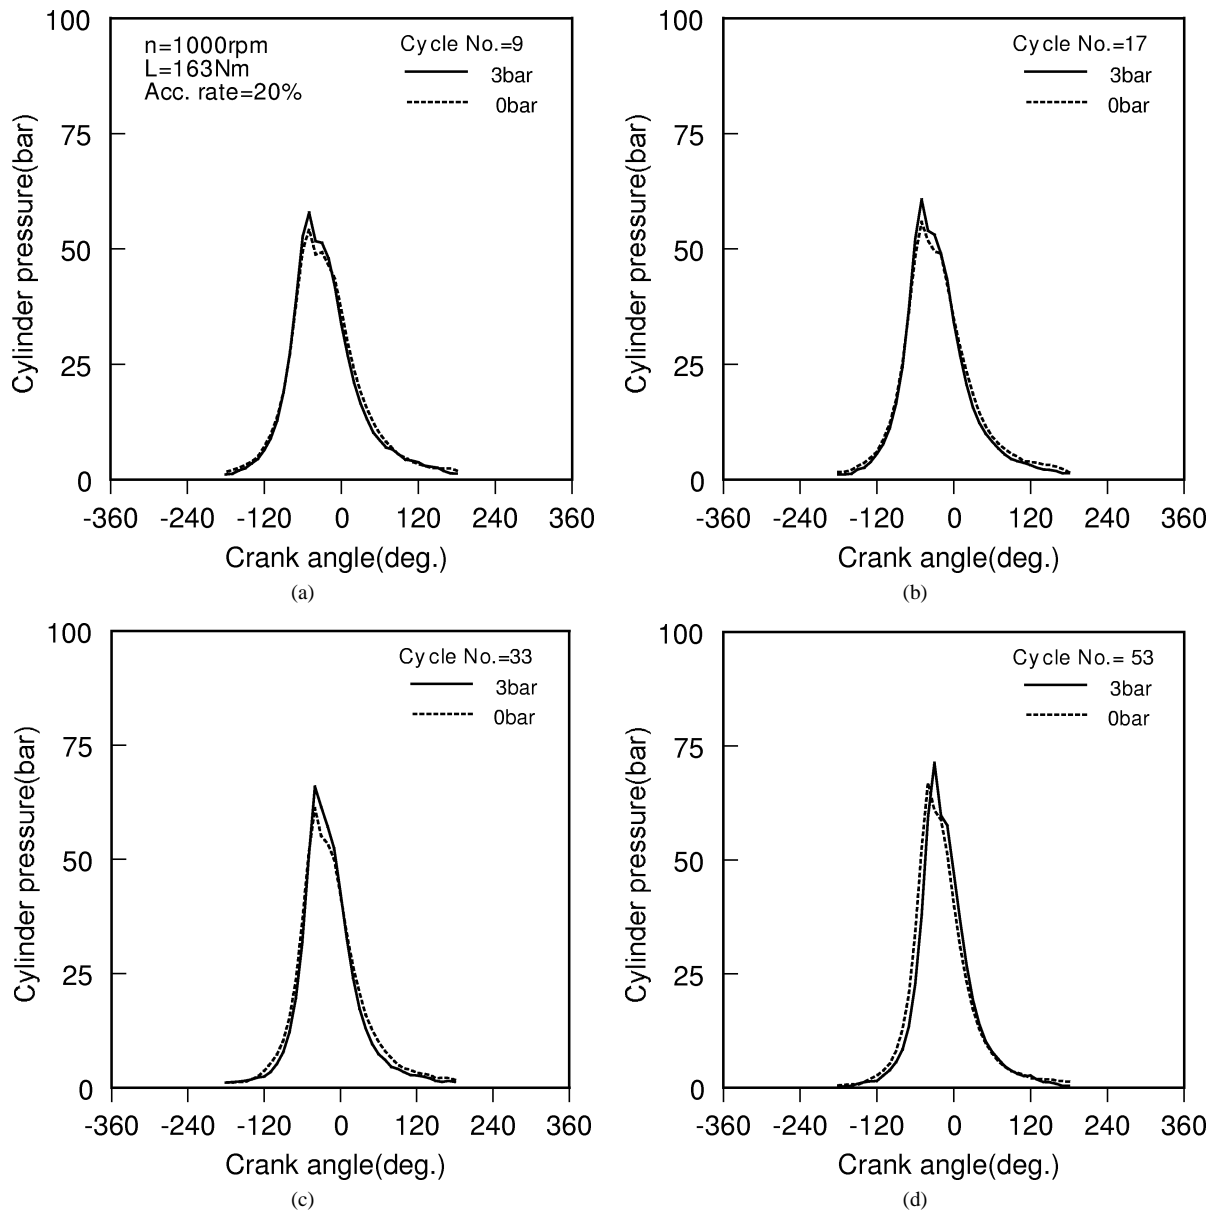 100
75
50
25
0
Cylinder pressure(bar)
n=1000rpm
L=163Nm
Acc. rate=20%
Cycle No.=9
3bar
0bar
-360 -240 -120 0 120 240 360
Crank angle(deg.)
(a)
100
75
50
25
0
Cylinder pressure(bar)
Cycle No.=17
3bar
0bar
-360 -240 -120 0 120 240 360
Crank angle(deg.)
(b)
100
75
50
25
0
Cylinder pressure(bar)
Cycle No.=33
3bar
0bar
-360 -240 -120 0 120 240 360
Crank angle(deg.)
(c)
100
75
50
25
0
Cylinder pressure(bar)
Cycle No.= 53
3bar
0bar
-360 -240 -120 0 120 240 360
Crank angle(deg.)
(d)